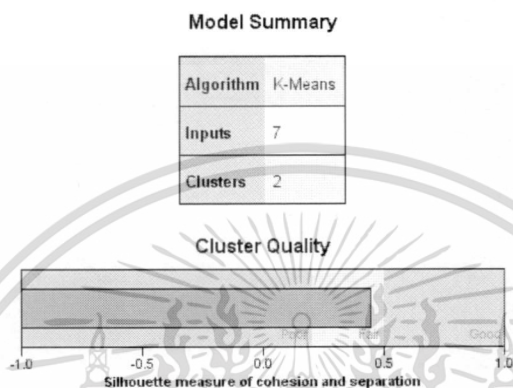 Model Summary
Algorithm K-Means
Inputs 7
Clusters 2
Cluster Quality
Poor Fair Good
-1.0 -0.5 0.0 0.5 1.0
Silhouette measure of cohesion and separation